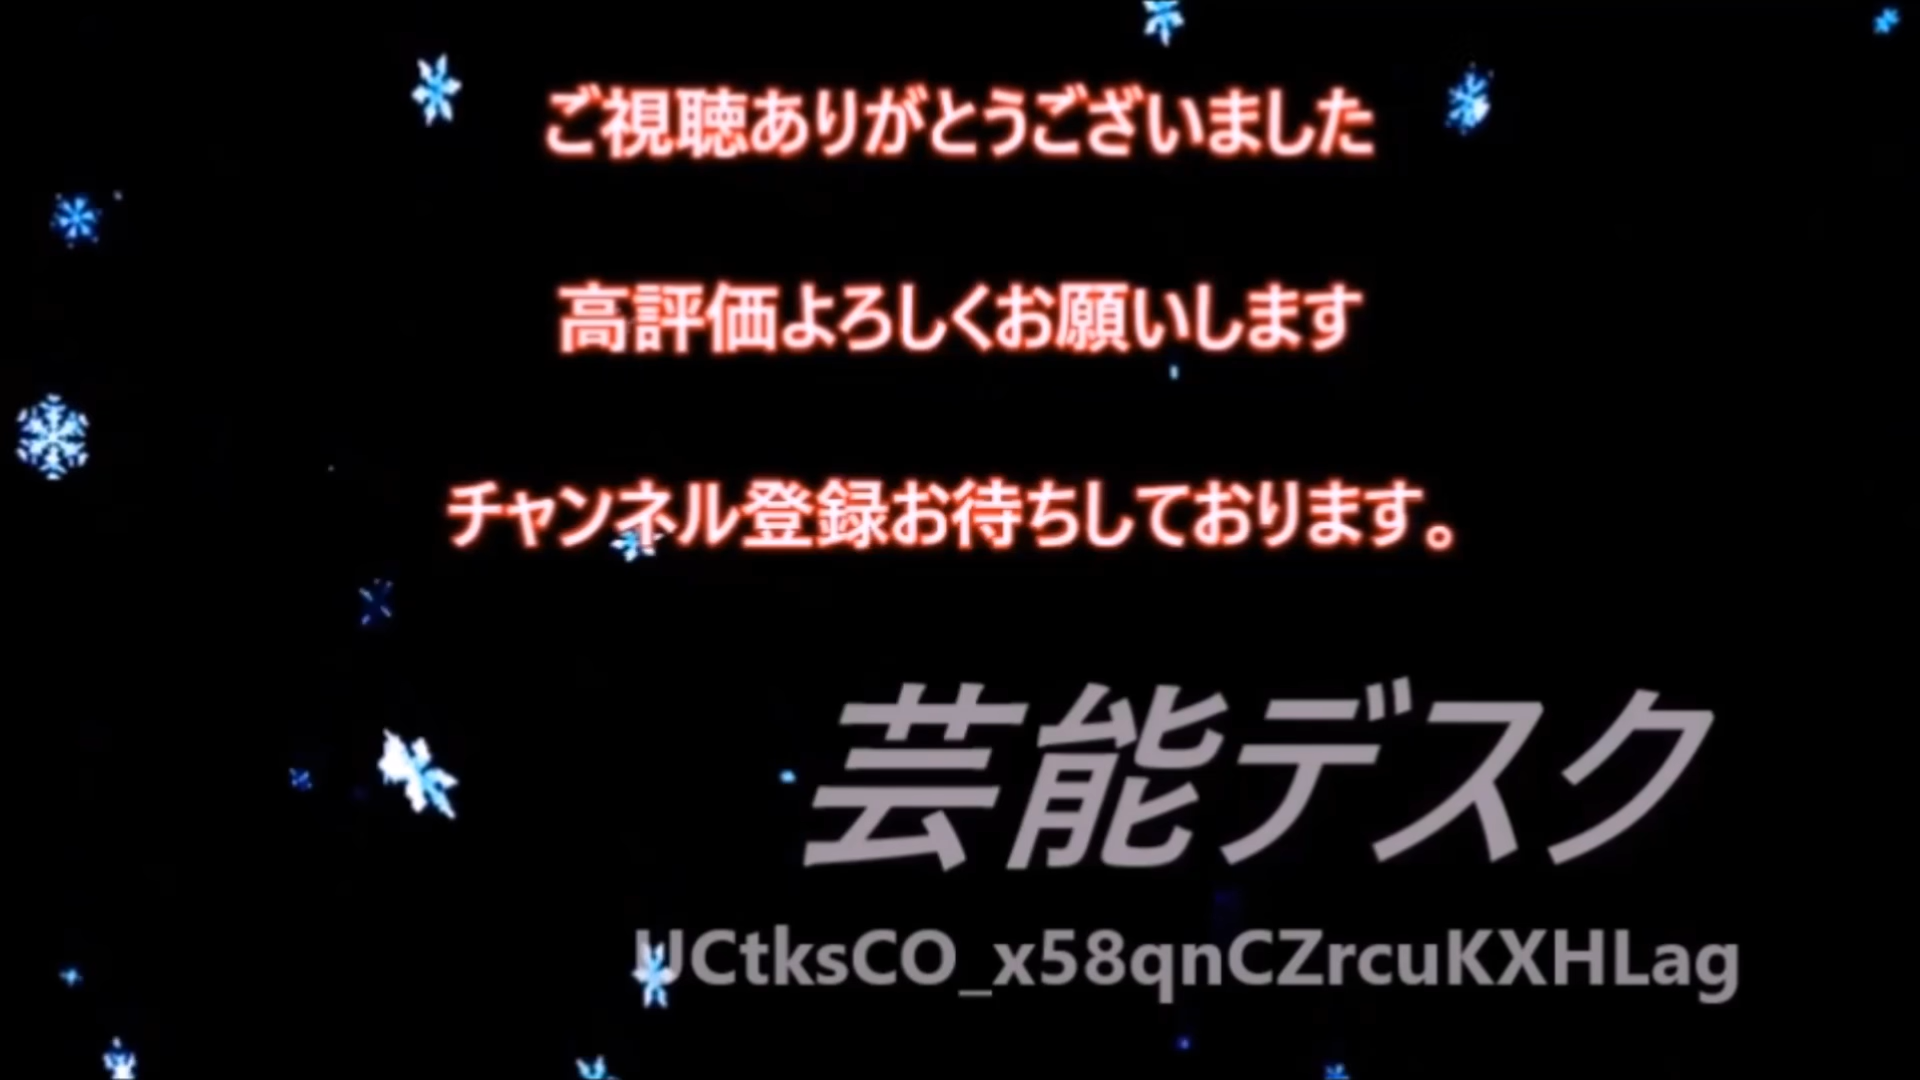 ご視聴ありがとうございました
高評価よろしくお願いします
チャンネル登録お待ちしております。
芸能デスク
UCtksCO_x58qnCZrcuKXHLag